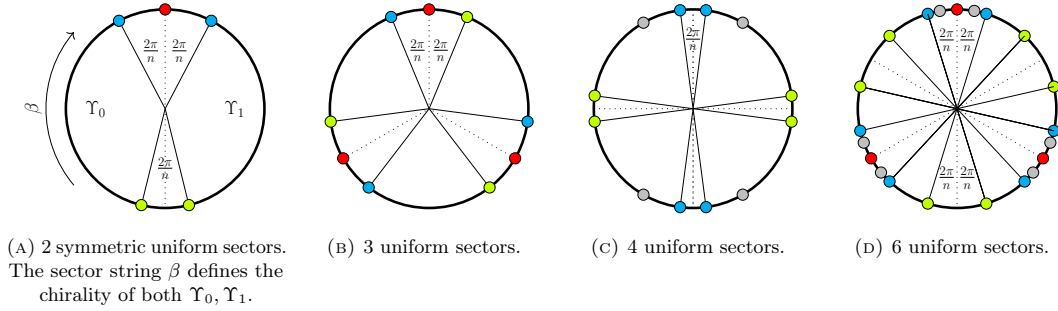 2π/n 2π/n
β
ϒ₀ ϒ₁
2π/n
2π/n 2π/n
2π/n
2π/n 2π/n
2π/n 2π/n
(A) 2 symmetric uniform sectors.
The sector string β defines the
chirality of both ϒ₀, ϒ₁.
(B) 3 uniform sectors.
(C) 4 uniform sectors.
(D) 6 uniform sectors.